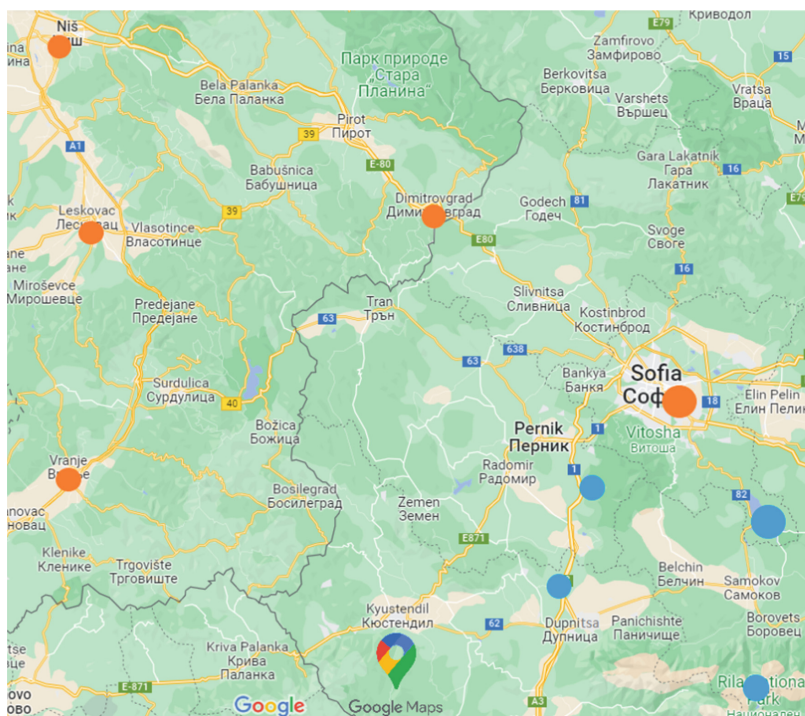 Niš
Ниш
Криводол
Zamfirovo
Замфирово
15
Парк природе
„Стара
Планина“
Berkovitsa
Берковица
Bela Palanka
Бела Паланка
Varshets
Вършец
Vratsa
Враца
Pirot
Пирот
39
A1
E-80
Gara Lakatnik
Гара
Лакатник
16
E79
Babušnica
Бабушница
Dimitrovgrad
Godech
Годеч
81
Leskovac
39
Vlasotince
Власотинце
E80
Svoge
Своге
16
Miroševce
Мирошевце
Predejane
Предејане
Tran
Трън
63
Slivnitsa
Сливница
Kostinbrod
Костинброд
638
63
Bankya
Банкя
Sofia
18
Elin Pelin
Елин Пелин
Surdulica
Сурдулица
40
Božica
Божица
Pernik
Перник
1
Vitosha
Витоша
Vranje
Radomir
Радомир
1
Bosilegrad
Босилеград
Zemen
Земен
82
Klenike
Кленике
Trgovište
Трговиште
E871
Belchin
Белчин
Samokov
Самоков
Kyustendil
Кюстендил
62
Dupnitsa
Дупница
Panichishte
Паничище
Borovets
Боровец
Kriva Palanka
Крива
Паланка
E-871
Google
Google Maps
A3